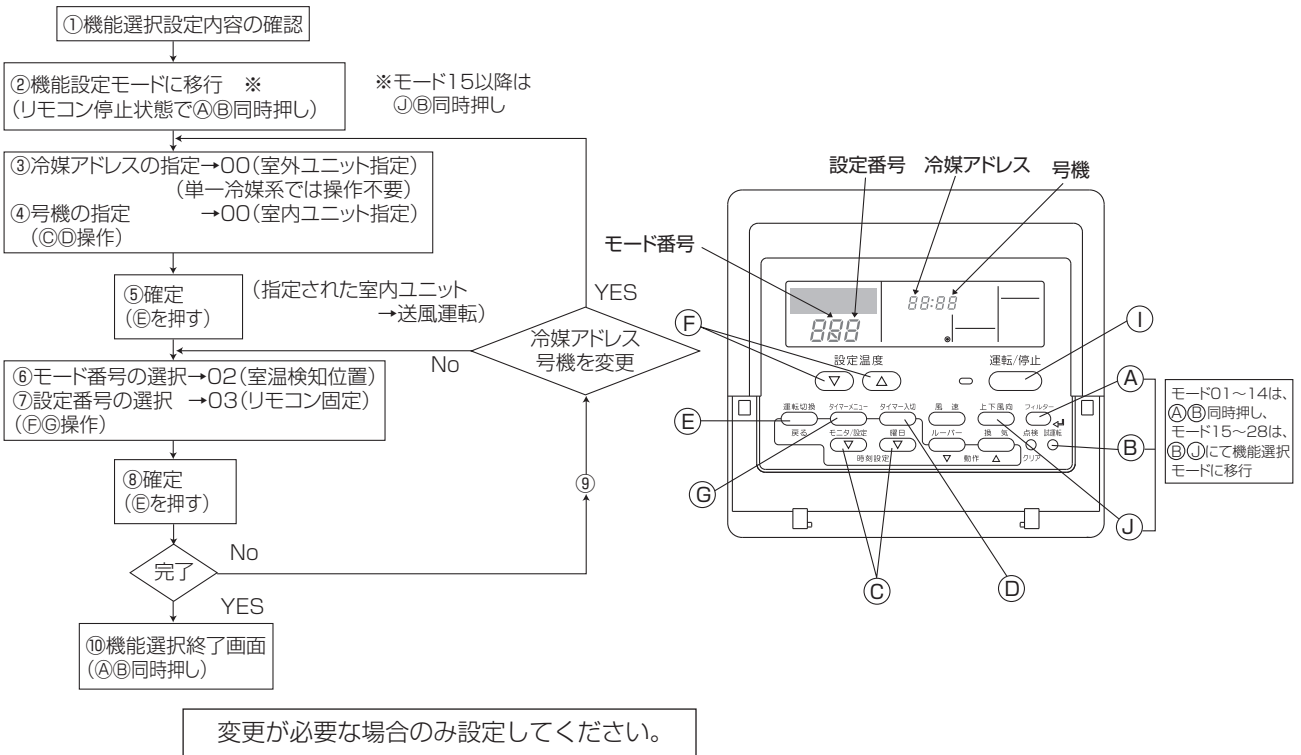 ①機能選択設定内容の確認
②機能設定モードに移行 ※
(リモコン停止状態でⒶⒷ同時押し)
※モード15以降は
ⒿⒷ同時押し
③冷媒アドレスの指定→00(室外ユニット指定)
(単一冷媒系では操作不要)
④号機の指定 →00(室内ユニット指定)
(ⒸⒹ操作)
⑤確定
(Ⓔを押す)
(指定された室内ユニット
→送風運転)
YES
冷媒アドレス
号機を変更
No
⑥モード番号の選択→02(室温検知位置)
⑦設定番号の選択 →03(リモコン固定)
(ⒻⒼ操作)
⑧確定
(Ⓔを押す)
⑨
完了
No
YES
⑩機能選択終了画面
(ⒶⒷ同時押し)
変更が必要な場合のみ設定してください。
設定番号 冷媒アドレス 号機
モード番号
88:88
888
Ⓕ
設定温度 運転/停止
▽ △
Ⓘ
Ⓐ
運転切換 タイマーメニュー タイマー入切 風速 上下風向 フィルター
Ⓔ
戻る モニタ/設定 曜日 ルーバー 換気 点検 試運転
▽ ▽
時刻設定 ▽ 動作 △ クリア
Ⓑ
Ⓖ
Ⓙ
Ⓒ
Ⓓ
モード01~14は、
ⒶⒷ同時押し、
モード15~28は、
ⒷⒿにて機能選択
モードに移行